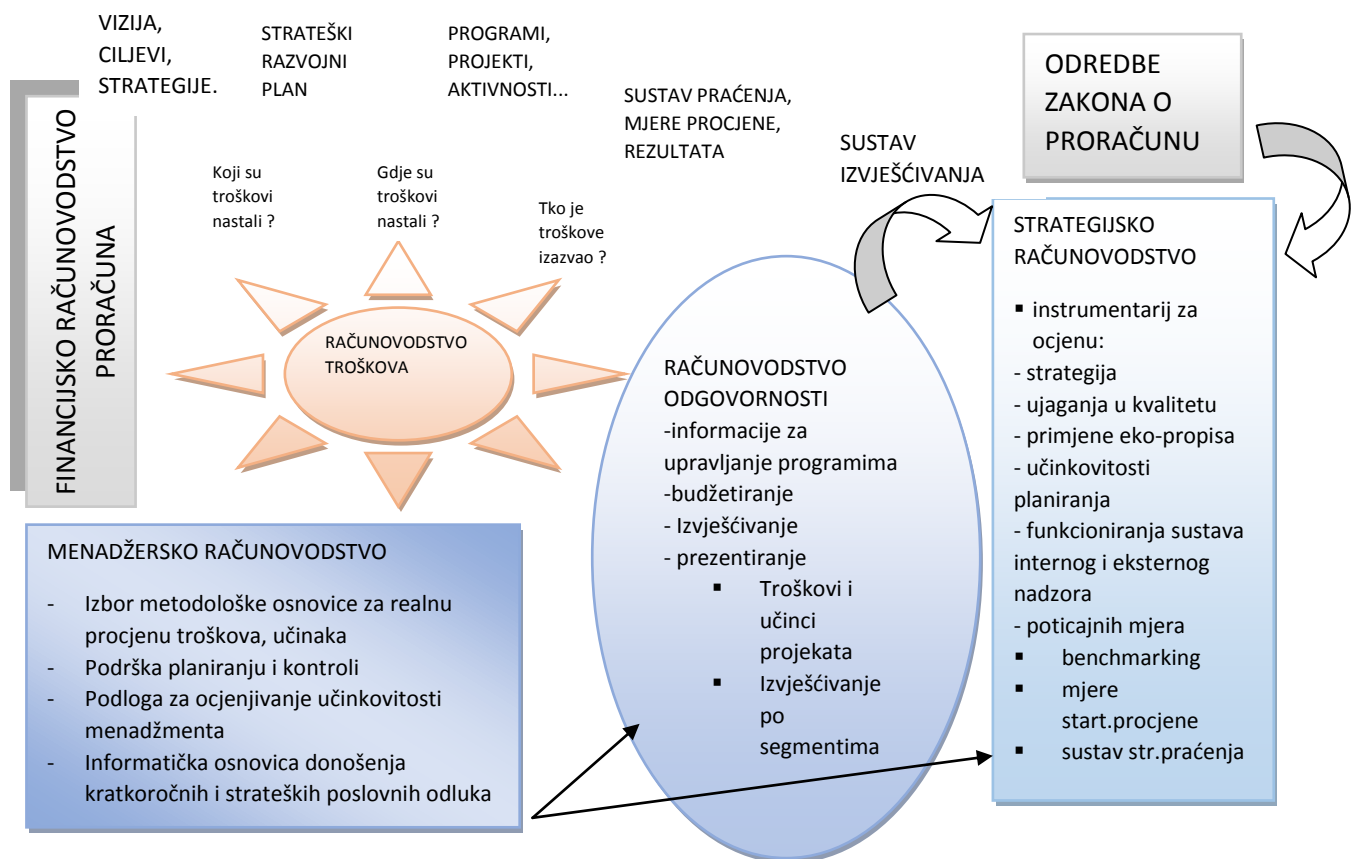 VIZIJA,
CILJEVI,
STRATEGIJE.
STRATEŠKI
RAZVOJNI
PLAN
PROGRAMI,
PROJEKTI,
AKTIVNOSTI...
SUSTAV PRAĆENJA,
MJERE PROCJENE,
REZULTATA
SUSTAV
IZVJEŠĆIVANJA
ODREDBE
ZAKONA O
PRORAČUNU
FINANCIJSKO RAČUNOVODSTVO
PRORAČUNA
Koji su
troškovi
nastali ?
Gdje su
troškovi
nastali ?
Tko je
troškove
izazvao ?
RAČUNOVODSTVO
TROŠKOVA
RAČUNOVODSTVO
ODGOVORNOSTI
-informacije za
upravljanje programima
-budžetiranje
- Izvješćivanje
- prezentiranje
▪ Troškovi i
učinci
projekata
▪ Izvješćivanje
po
segmentima
STRATEGIJSKO
RAČUNOVODSTVO
▪ instrumentarij za
ocjenu:
- strategija
- ujaganja u kvalitetu
- primjene eko-propisa
- učinkovitosti
planiranja
- funkcioniranja sustava
internog i eksternog
nadzora
- poticajnih mjera
▪ benchmarking
▪ mjere
start.procjene
▪ sustav str.praćenja
MENADŽERSKO RAČUNOVODSTVO
- Izbor metodološke osnovice za realnu
procjenu troškova, učinaka
- Podrška planiranju i kontroli
- Podloga za ocjenjivanje učinkovitosti
menadžmenta
- Informatička osnovica donošenja
kratkoročnih i strateških poslovnih odluka